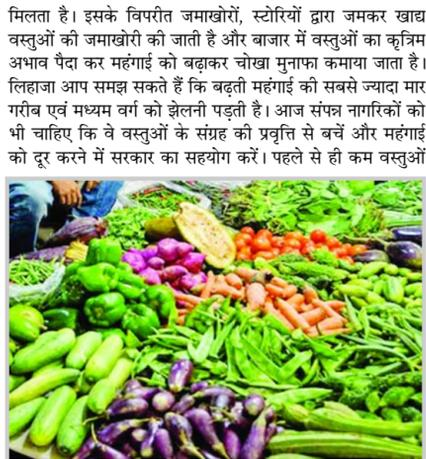 मिलता है। इसके विपरीत जमाखोरों, स्टोरियों द्वारा जमकर खाद्य
वस्तुओं की जमाखोरी की जाती है और बाजार में वस्तुओं का कृत्रिम
अभाव पैदा कर महंगाई को बढ़ाकर चोखा मुनाफा कमाया जाता है।
लिहाजा आप समझ सकते हैं कि बढ़ती महंगाई की सबसे ज्यादा मार
गरीब एवं मध्यम वर्ग को झेलनी पड़ती है। आज संपन्न नागरिकों को
भी चाहिए कि वे वस्तुओं के संग्रह की प्रवृत्ति से बचें और महंगाई
को दूर करने में सरकार का सहयोग करें। पहले से ही कम वस्तुओं